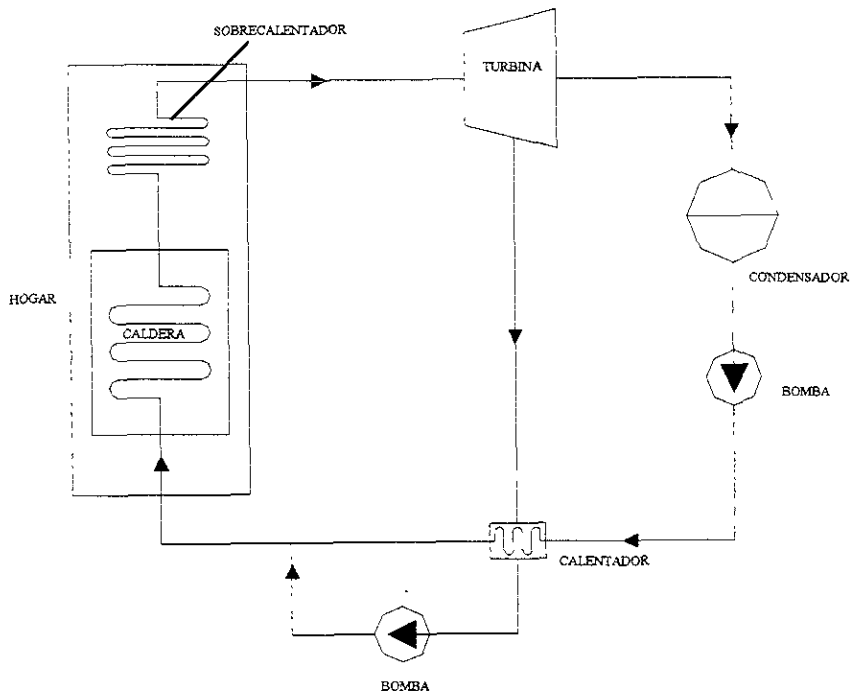 SOBRECALENTADOR
TURBINA
HOGAR
CONDENSADOR
CALDERA
BOMBA
CALENTADOR
BOMBA